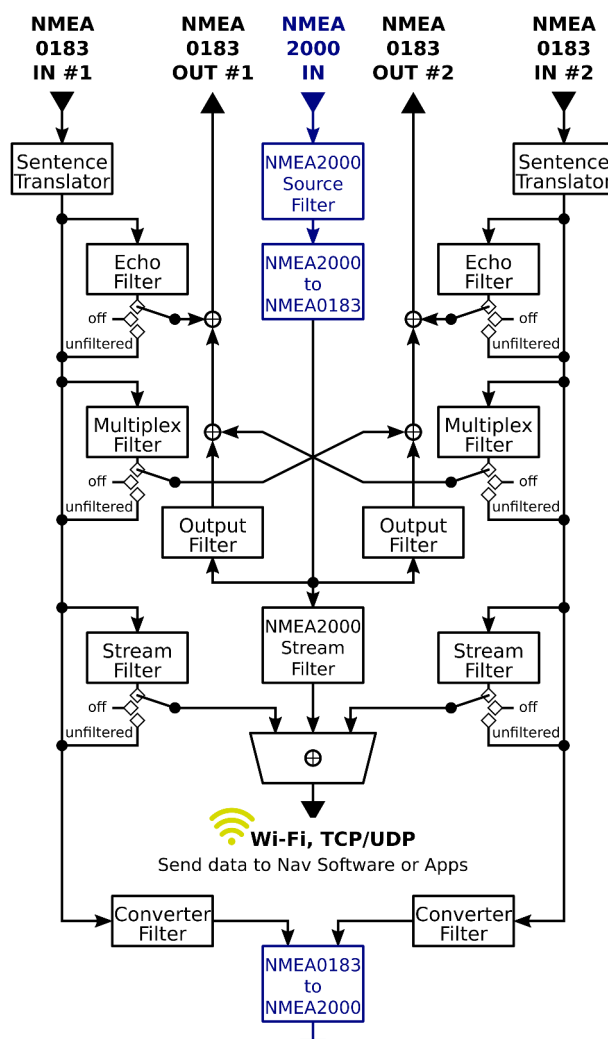 NMEA 0183 IN #1
NMEA 0183 OUT #1
NMEA 2000 IN
NMEA 0183 OUT #2
NMEA 0183 IN #2
Sentence
Translator
NMEA2000
Source
Filter
Sentence
Translator
Echo
Filter
NMEA2000
to
NMEA0183
Echo
Filter
off
unfiltered
off
unfiltered
Multiplex
Filter
Multiplex
Filter
off
unfiltered
off
unfiltered
Output
Filter
Output
Filter
Stream
Filter
NMEA2000
Stream
Filter
Stream
Filter
off
unfiltered
off
unfiltered
Wi-Fi, TCP/UDP
Send data to Nav Software or Apps
Converter
Filter
Converter
Filter
NMEA0183
to
NMEA2000